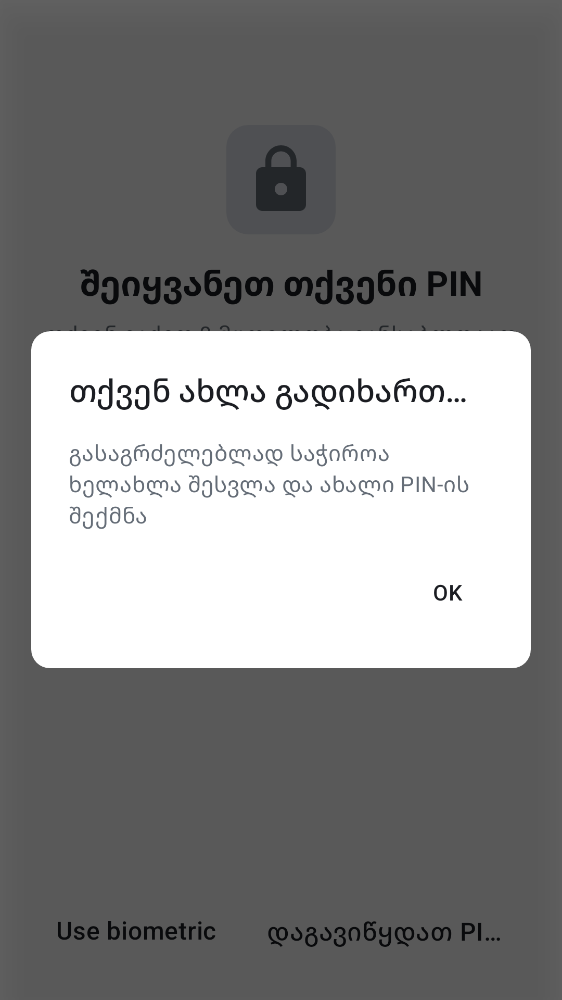 შეიყვანეთ თქვენი PIN
თქვენ ახლა გადიხართ...
გასაგრძელებლად საჭიროა
ხელახლა შესვლა და ახალი PIN-ის
შექმნა
OK
Use biometric
დაგავიწყდათ PI...